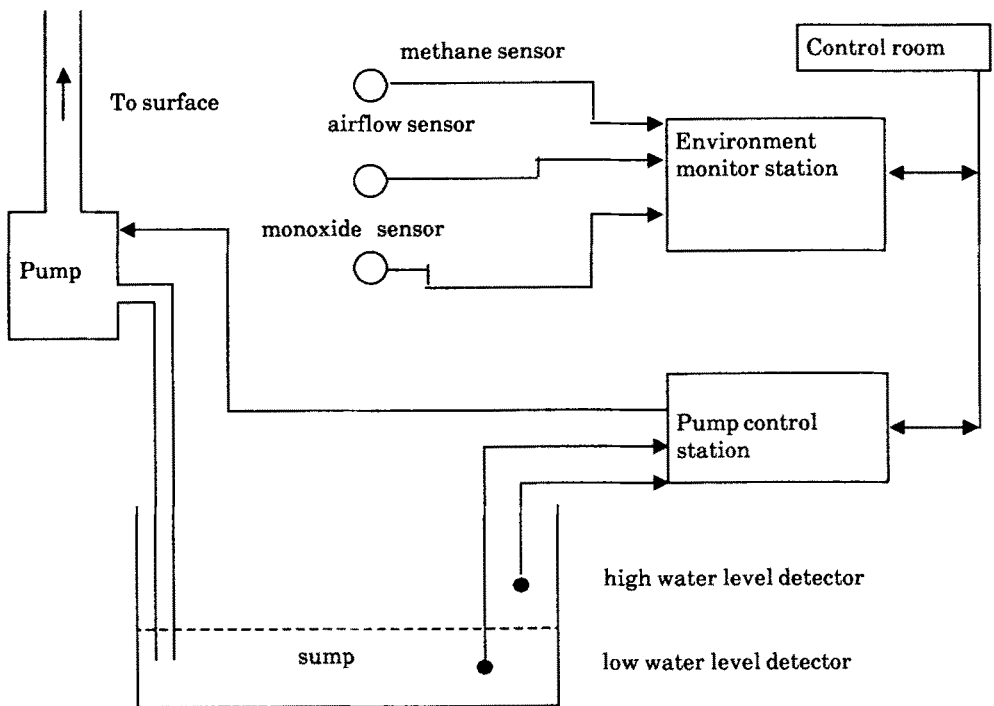 methane sensor
Control room
To surface
airflow sensor
Environment
monitor station
monoxide sensor
Pump
Pump control
station
high water level detector
sump
low water level detector